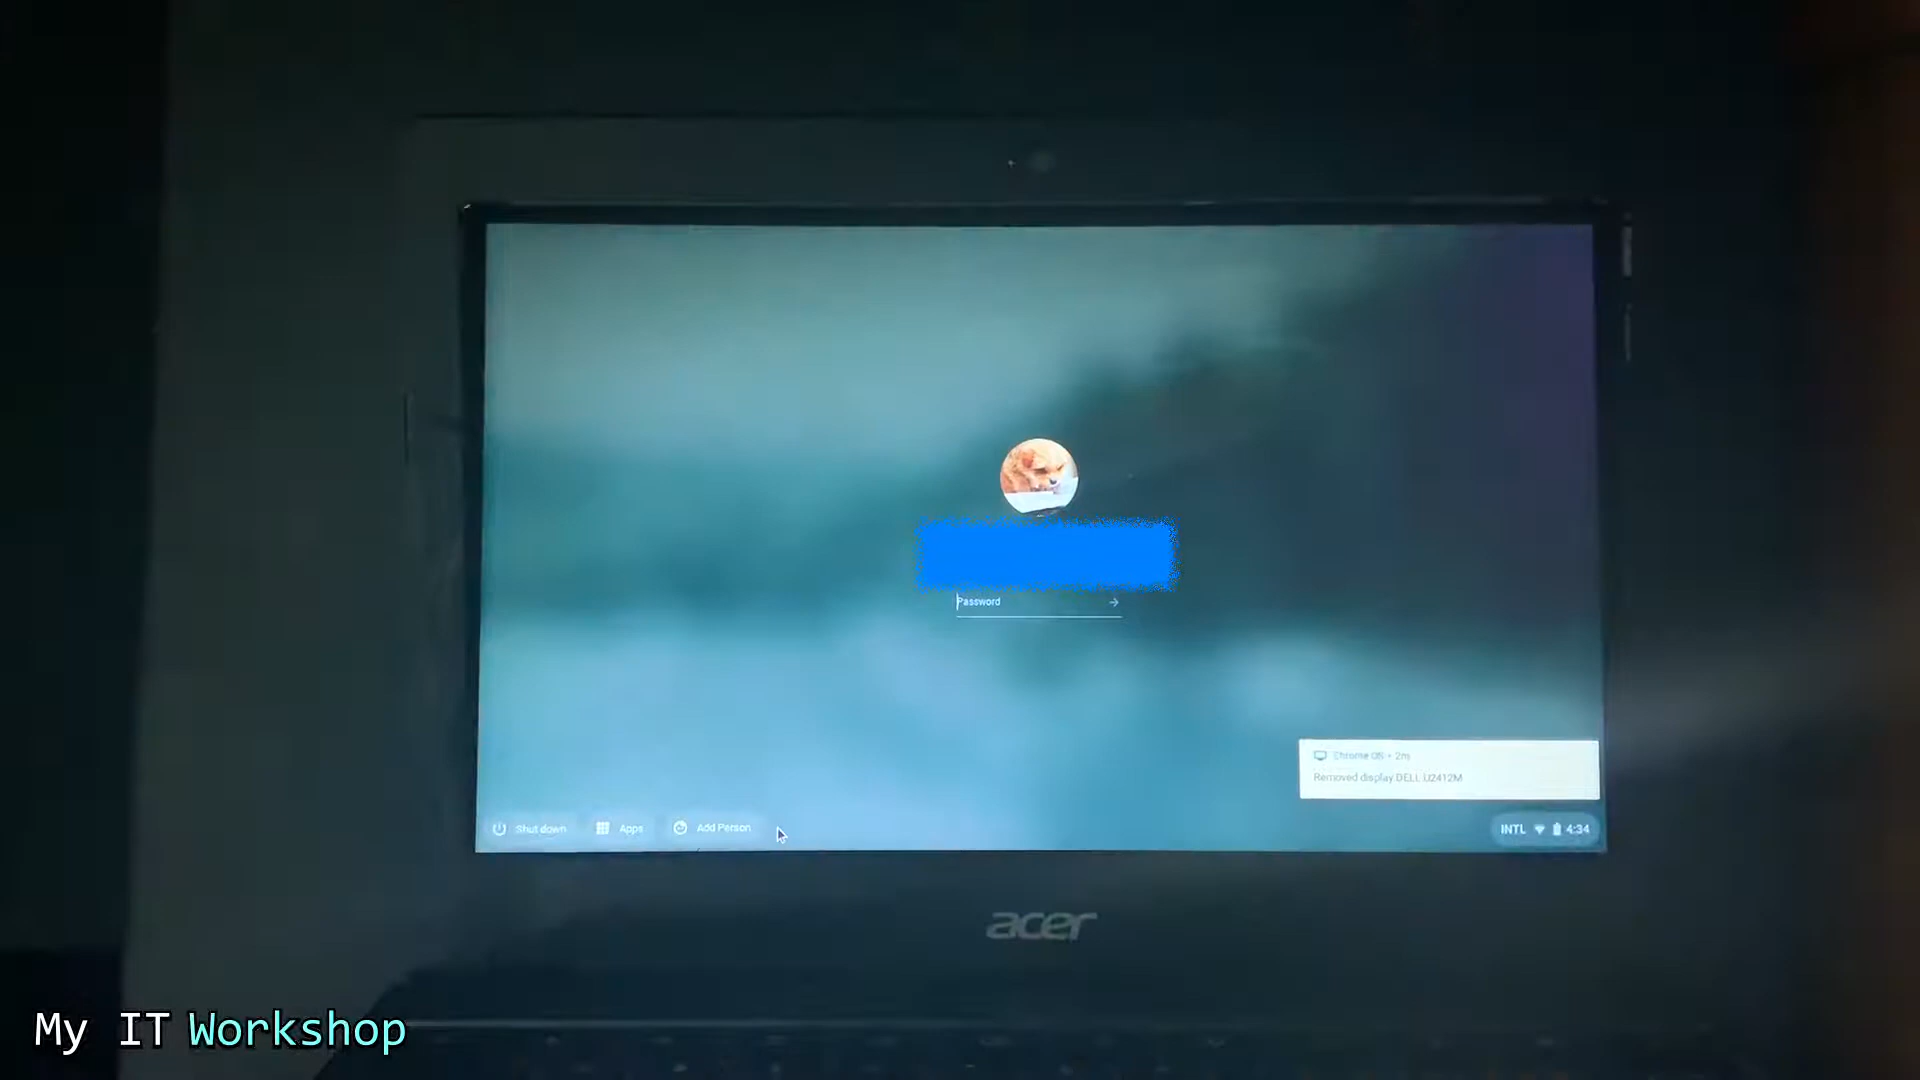 Password
Chrome OS • 2m
Removed display DELL U2412M
Shut down
Apps
Add Person
INTL
4:34
acer
My IT Workshop